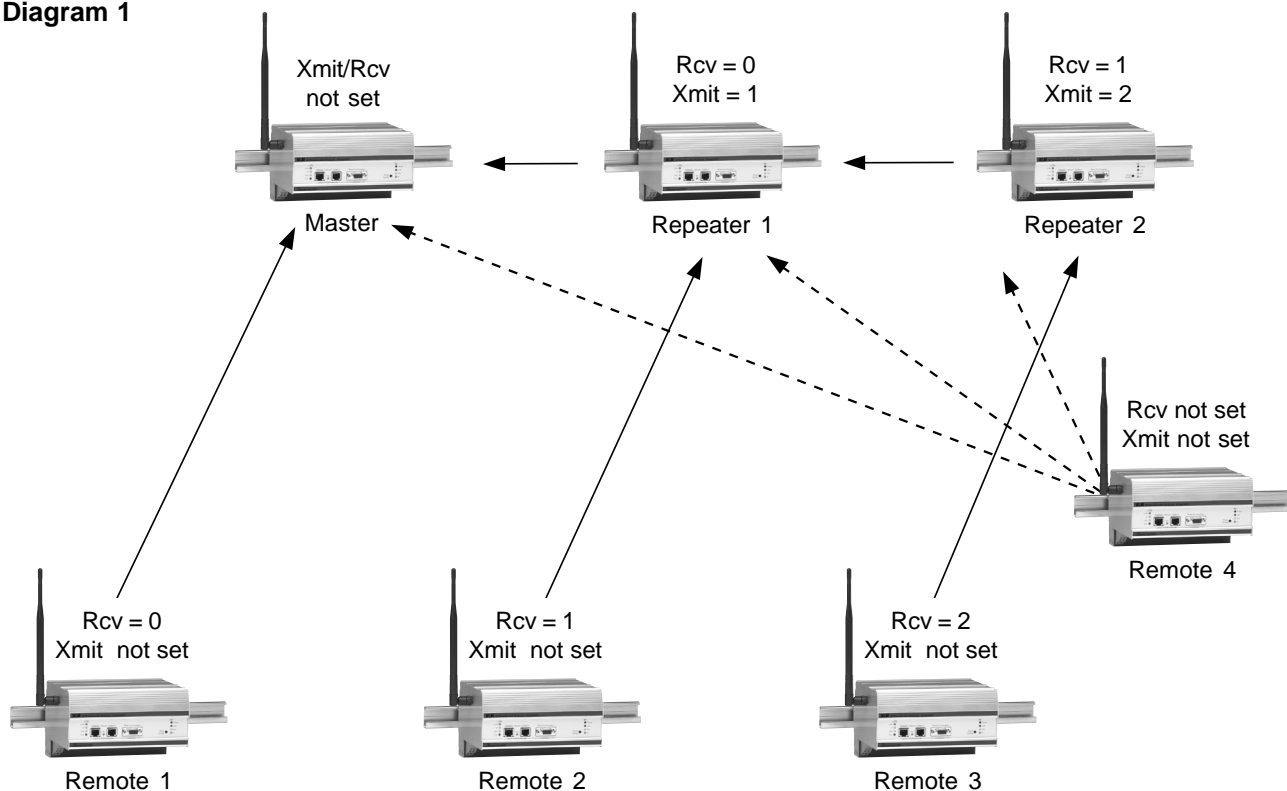 Diagram 1
Xmit/Rcv
not set
Rcv = 0
Xmit = 1
Rcv = 1
Xmit = 2
Master
Repeater 1
Repeater 2
Rcv not set
Xmit not set
Remote 4
Rcv = 0
Xmit not set
Rcv = 1
Xmit not set
Rcv = 2
Xmit not set
Remote 1
Remote 2
Remote 3